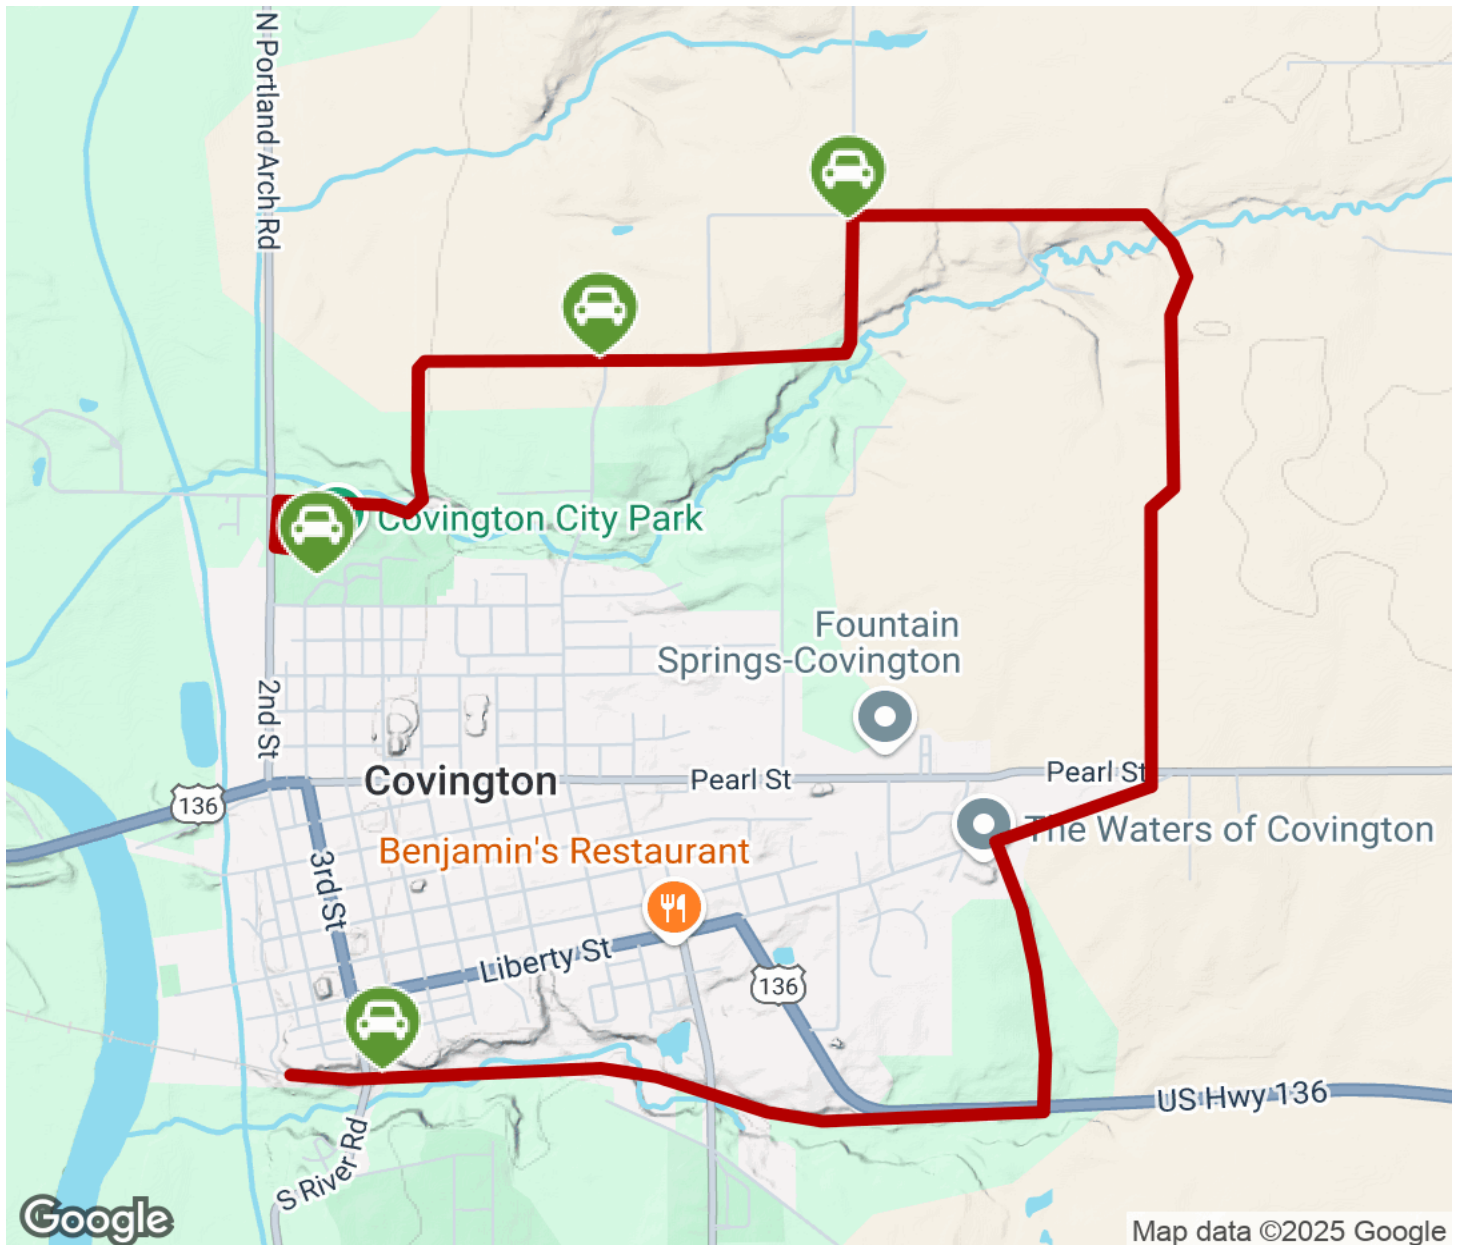 N Portland Arch Rd
Covington City Park
Fountain
Springs-Covington
2nd St
Covington
Pearl St
Pearl St
136
The Waters of Covington
Benjamin's Restaurant
3rd St
Liberty St
136
US Hwy 136
S River Rd
Google
Map data ©2025 Google